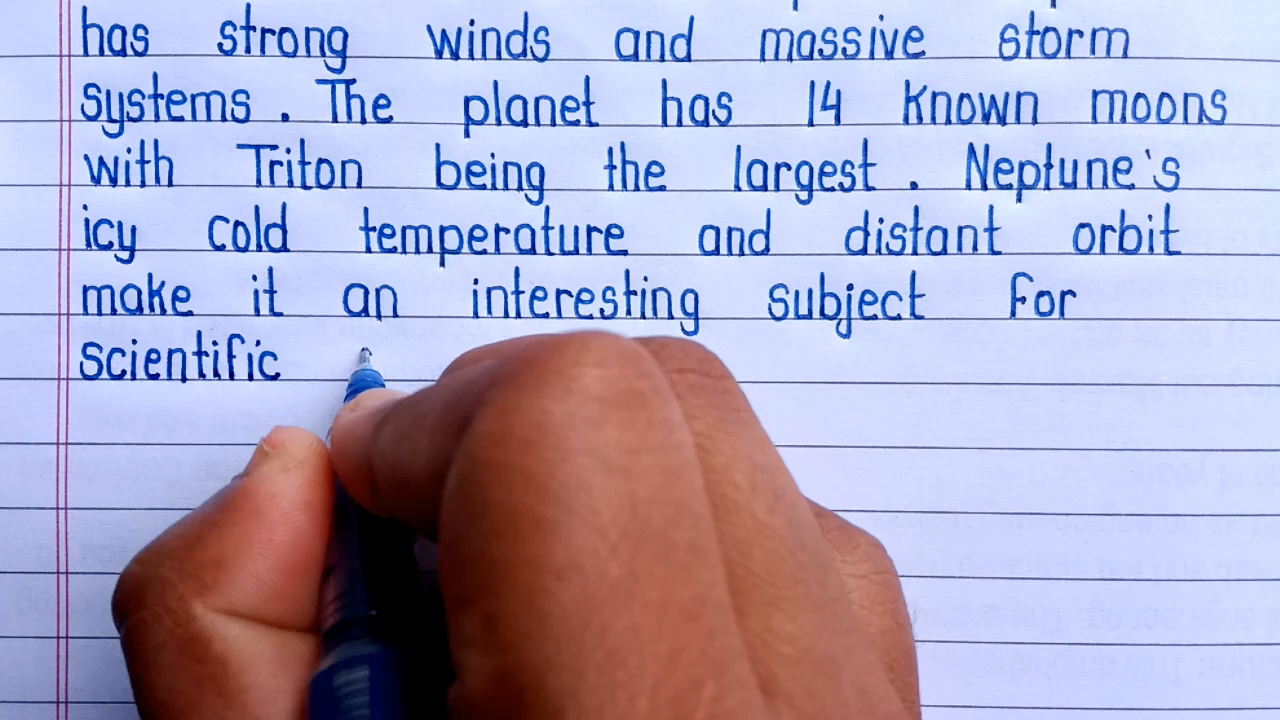 has strong winds and massive storm
systems. The planet has 14 known moons
with Triton being the largest. Neptune's
icy cold temperature and distant orbit
make it an interesting subject for
scientific